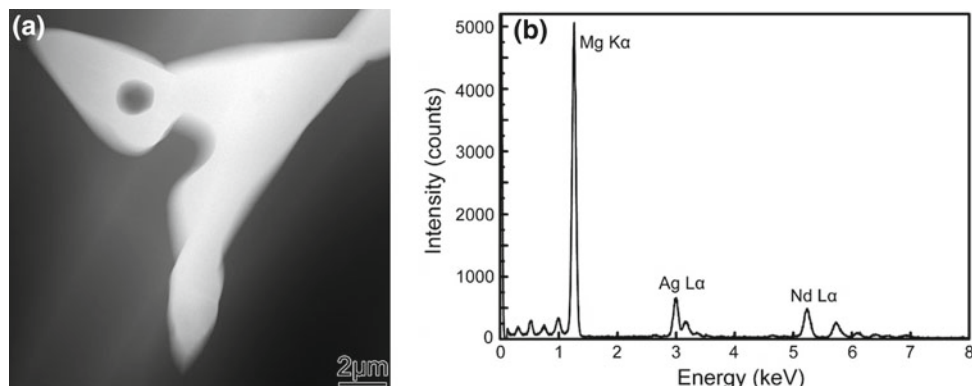 (a)
2μm
(b)
Mg Kα
Ag Lα
Nd Lα
Intensity (counts)
5000
4000
3000
2000
1000
0
0 1 2 3 4 5 6 7 8
Energy (keV)